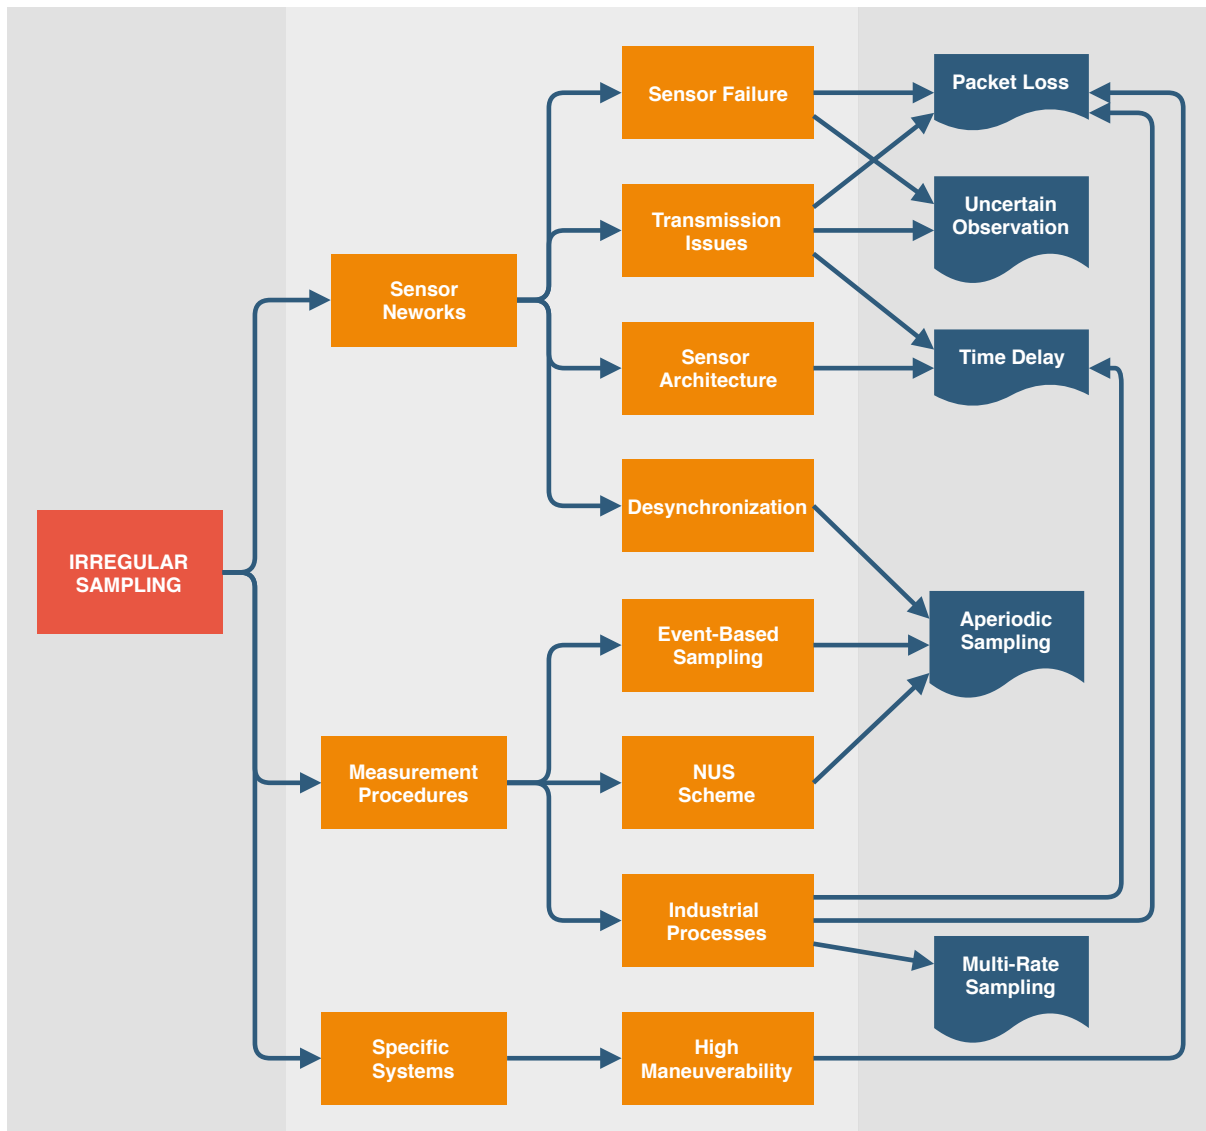 IRREGULAR
SAMPLING
Sensor
Neworks
Measurement
Procedures
Specific
Systems
Sensor Failure
Transmission
Issues
Sensor
Architecture
Desynchronization
Event-Based
Sampling
NUS
Scheme
Industrial
Processes
High
Maneuverability
Packet Loss
Uncertain
Observation
Time Delay
Aperiodic
Sampling
Multi-Rate
Sampling